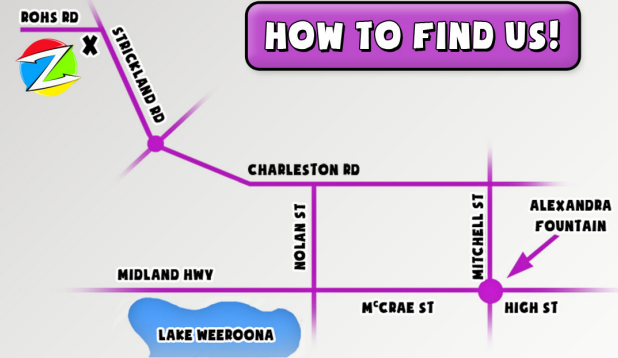 ROHS RD
HOW TO FIND US!
X
Z
STRICKLAND RD
CHARLESTON RD
NOLAN ST
MITCHELL ST
ALEXANDRA
FOUNTAIN
MIDLAND HWY
McCRAE ST
HIGH ST
LAKE WEEROONA